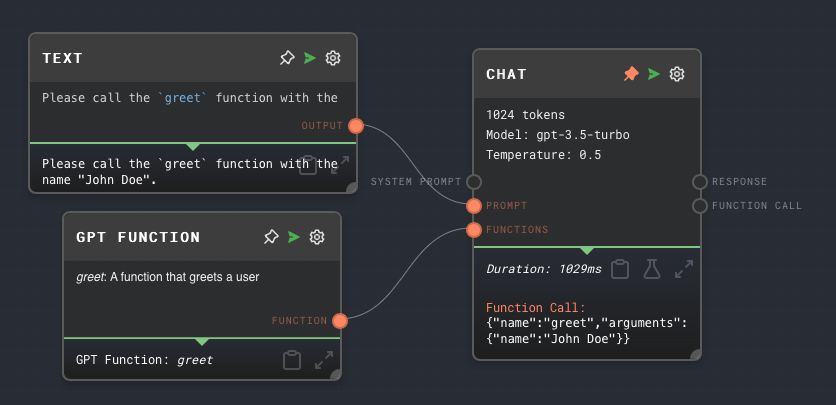 TEXT
Please call the `greet` function with the
OUTPUT
Please call the `greet` function with the
name "John Doe".
GPT FUNCTION
greet: A function that greets a user
FUNCTION
GPT Function: greet
CHAT
1024 tokens
Model: gpt-3.5-turbo
Temperature: 0.5
SYSTEM PROMPT
RESPONSE
PROMPT
FUNCTION CALL
FUNCTIONS
Duration: 1029ms
Function Call:
{"name":"greet","arguments":
{"name":"John Doe"}}